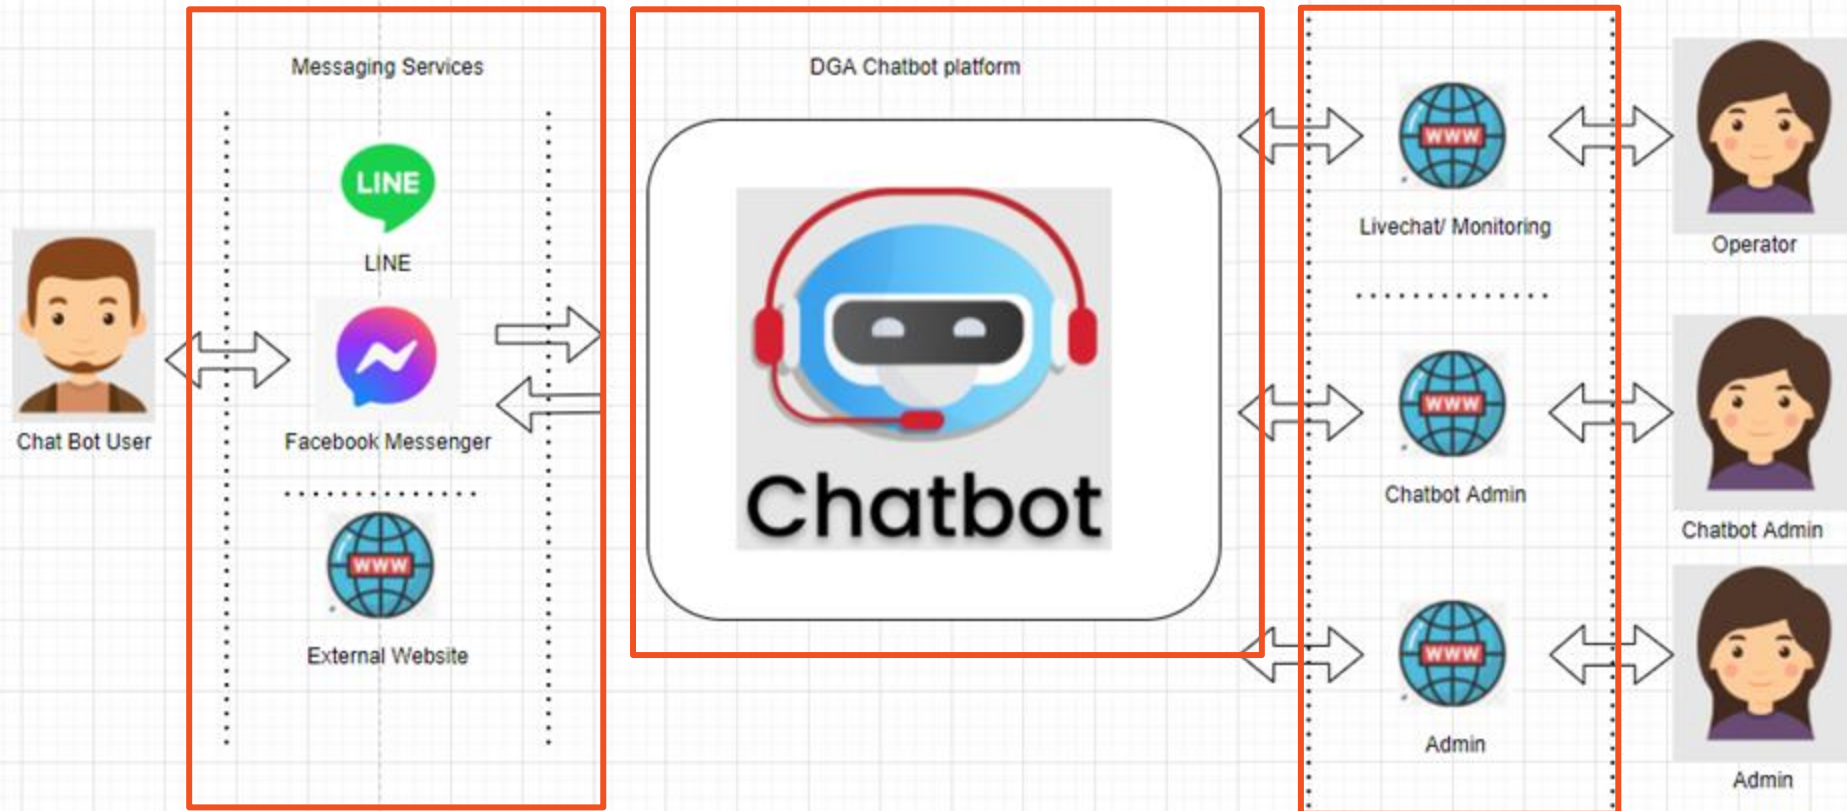 Messaging Services
LINE
LINE
Chat Bot User
Facebook Messenger
WWW
External Website
DGA Chatbot platform
Chatbot
WWW
Livechat/ Monitoring
Operator
WWW
Chatbot Admin
Chatbot Admin
WWW
Admin
Admin